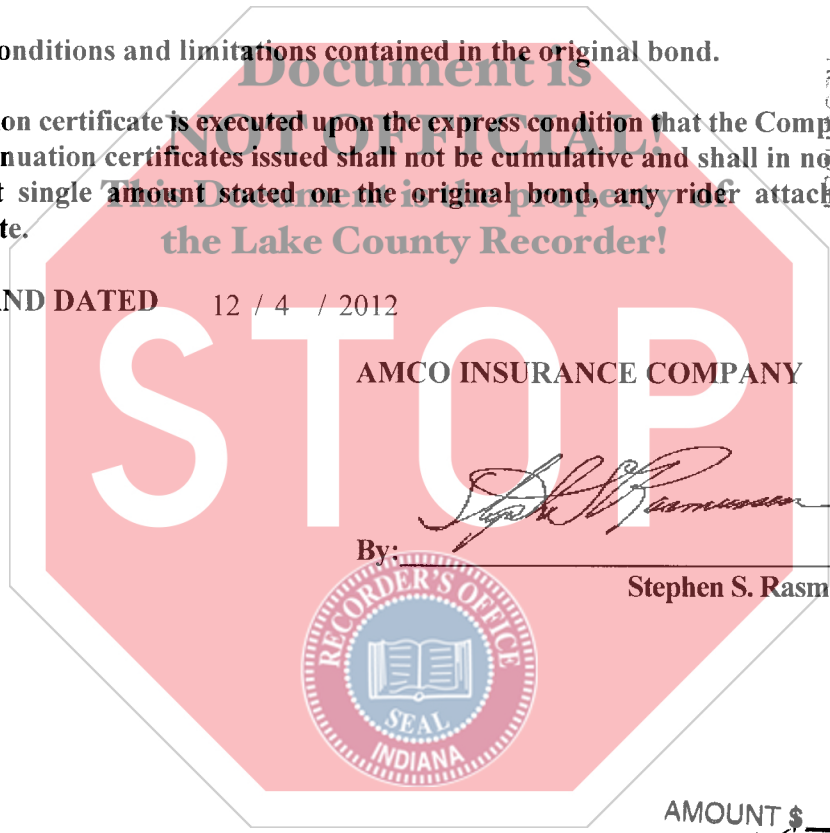 onditions and limitations contained in the original bond.
Document is
on certificate is executed upon the express condition that the Comp
NOT OFFICIAL!
nuation certificates issued shall not be cumulative and shall in no
t single amount stated on the original bond, any rider attach
This Document is the property of
te.
the Lake County Recorder!
ND DATED 12 / 4 / 2012
STOP
AMCO INSURANCE COMPANY
Stephen S Rasmussen
By:
Stephen S. Rasm
RECORDER'S OFFICE
SEAL
INDIANA
AMOUNT $